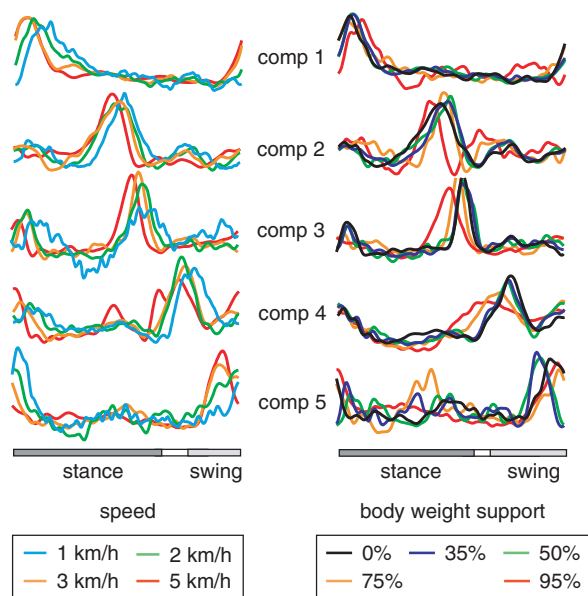 comp 1
comp 2
comp 3
comp 4
comp 5
stance swing stance swing
speed body weight support
1 km/h 2 km/h 0% 35% 50%
3 km/h 5 km/h 75% 95%